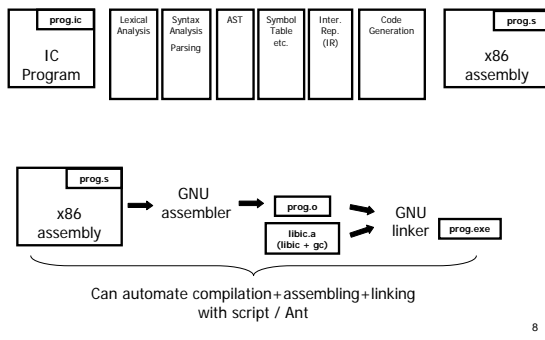 prog.ic
IC
Program
Lexical
Analysis
Syntax
Analysis
Parsing
AST
Symbol
Table
etc.
Inter.
Rep.
(IR)
Code
Generation
prog.s
x86
assembly
prog.s
x86
assembly
GNU
assembler
prog.o
libic.a
(libic + gc)
GNU
linker
prog.exe
Can automate compilation+assembling+linking
with script / Ant
8